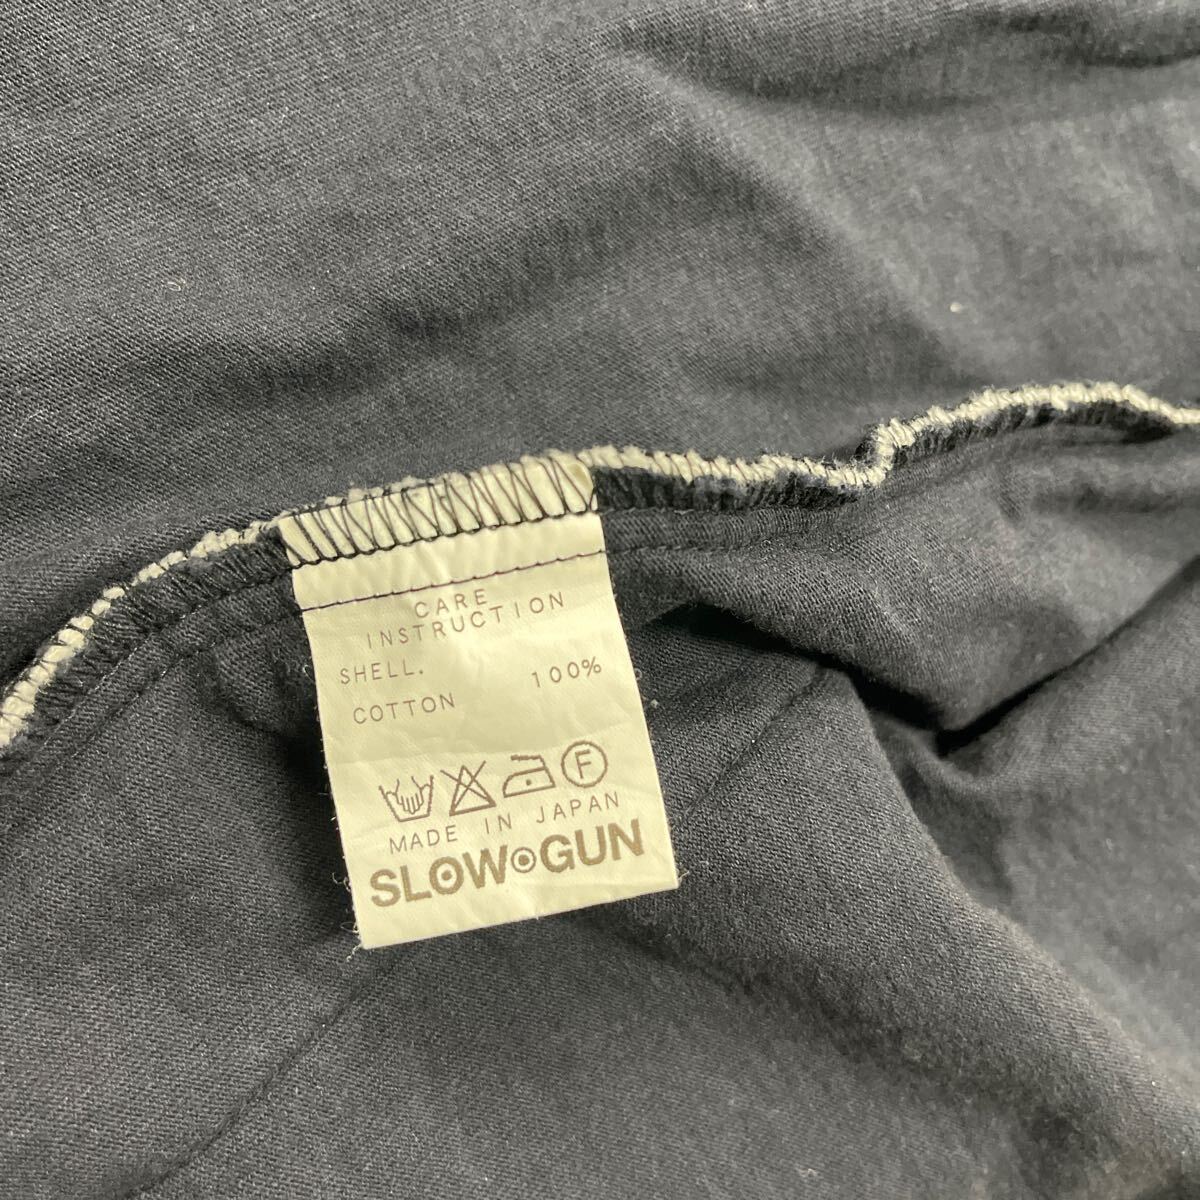 CARE
INSTRUCTION
SHELL.
COTTON 100%
F
MADE IN JAPAN
SLOW GUN